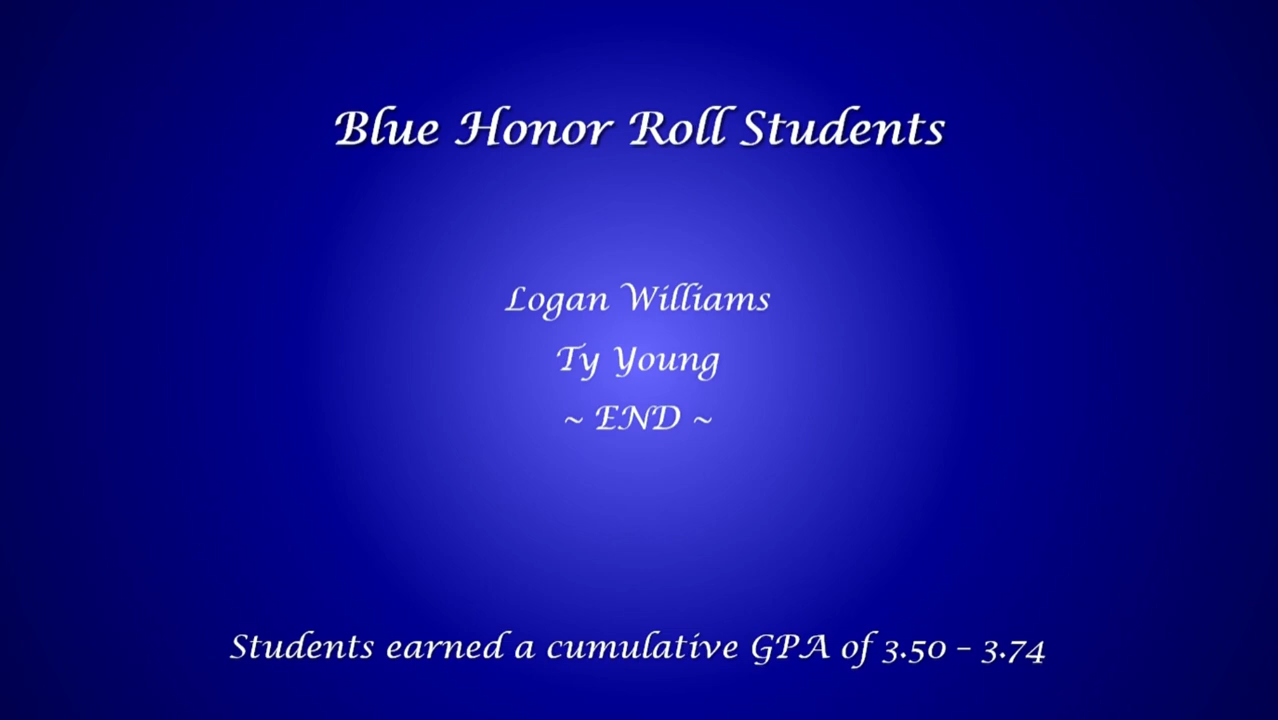 Blue Honor Roll Students
Logan Williams
Ty Young
~ END ~
Students earned a cumulative GPA of 3.50 – 3.74